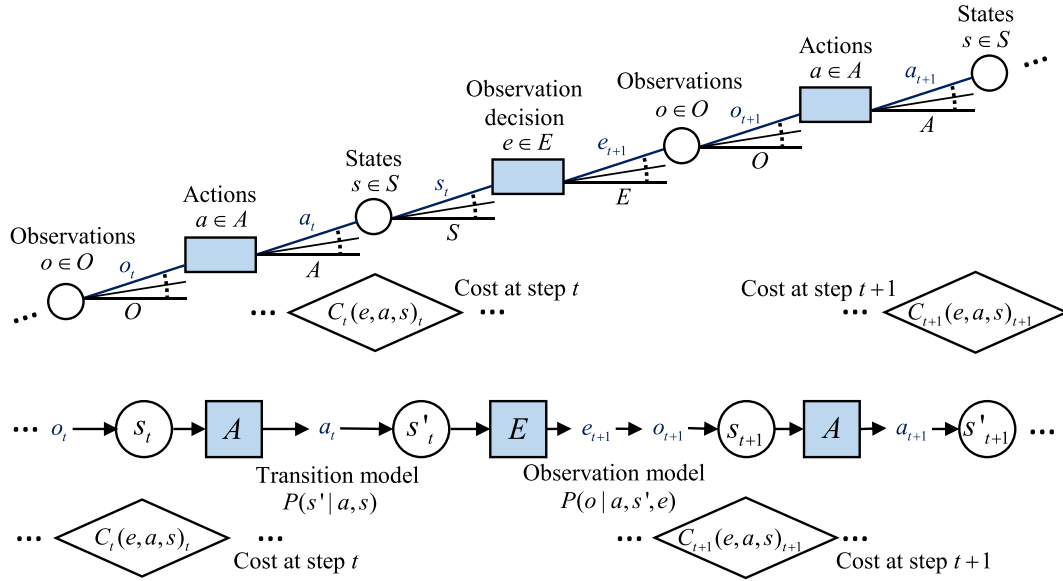 States
s ∈ S
Actions
a ∈ A
a_{t+1}
A
Observations
o ∈ O
o_{t+1}
O
Observation
decision
e ∈ E
e_{t+1}
E
States
s ∈ S
s_t
S
Actions
a ∈ A
a_t
A
Observations
o ∈ O
o_t
O
... C_t(e,a,s)_t ...
Cost at step t
Cost at step t+1
... C_{t+1}(e,a,s)_{t+1}
... o_t s_t A a_t s'_t E e_{t+1} o_{t+1} s_{t+1} A a_{t+1} s'_{t+1} ...
Transition model
P(s' | a, s)
Observation model
P(o | a, s', e)
... C_t(e,a,s)_t ...
Cost at step t
... C_{t+1}(e,a,s)_{t+1} ...
Cost at step t+1